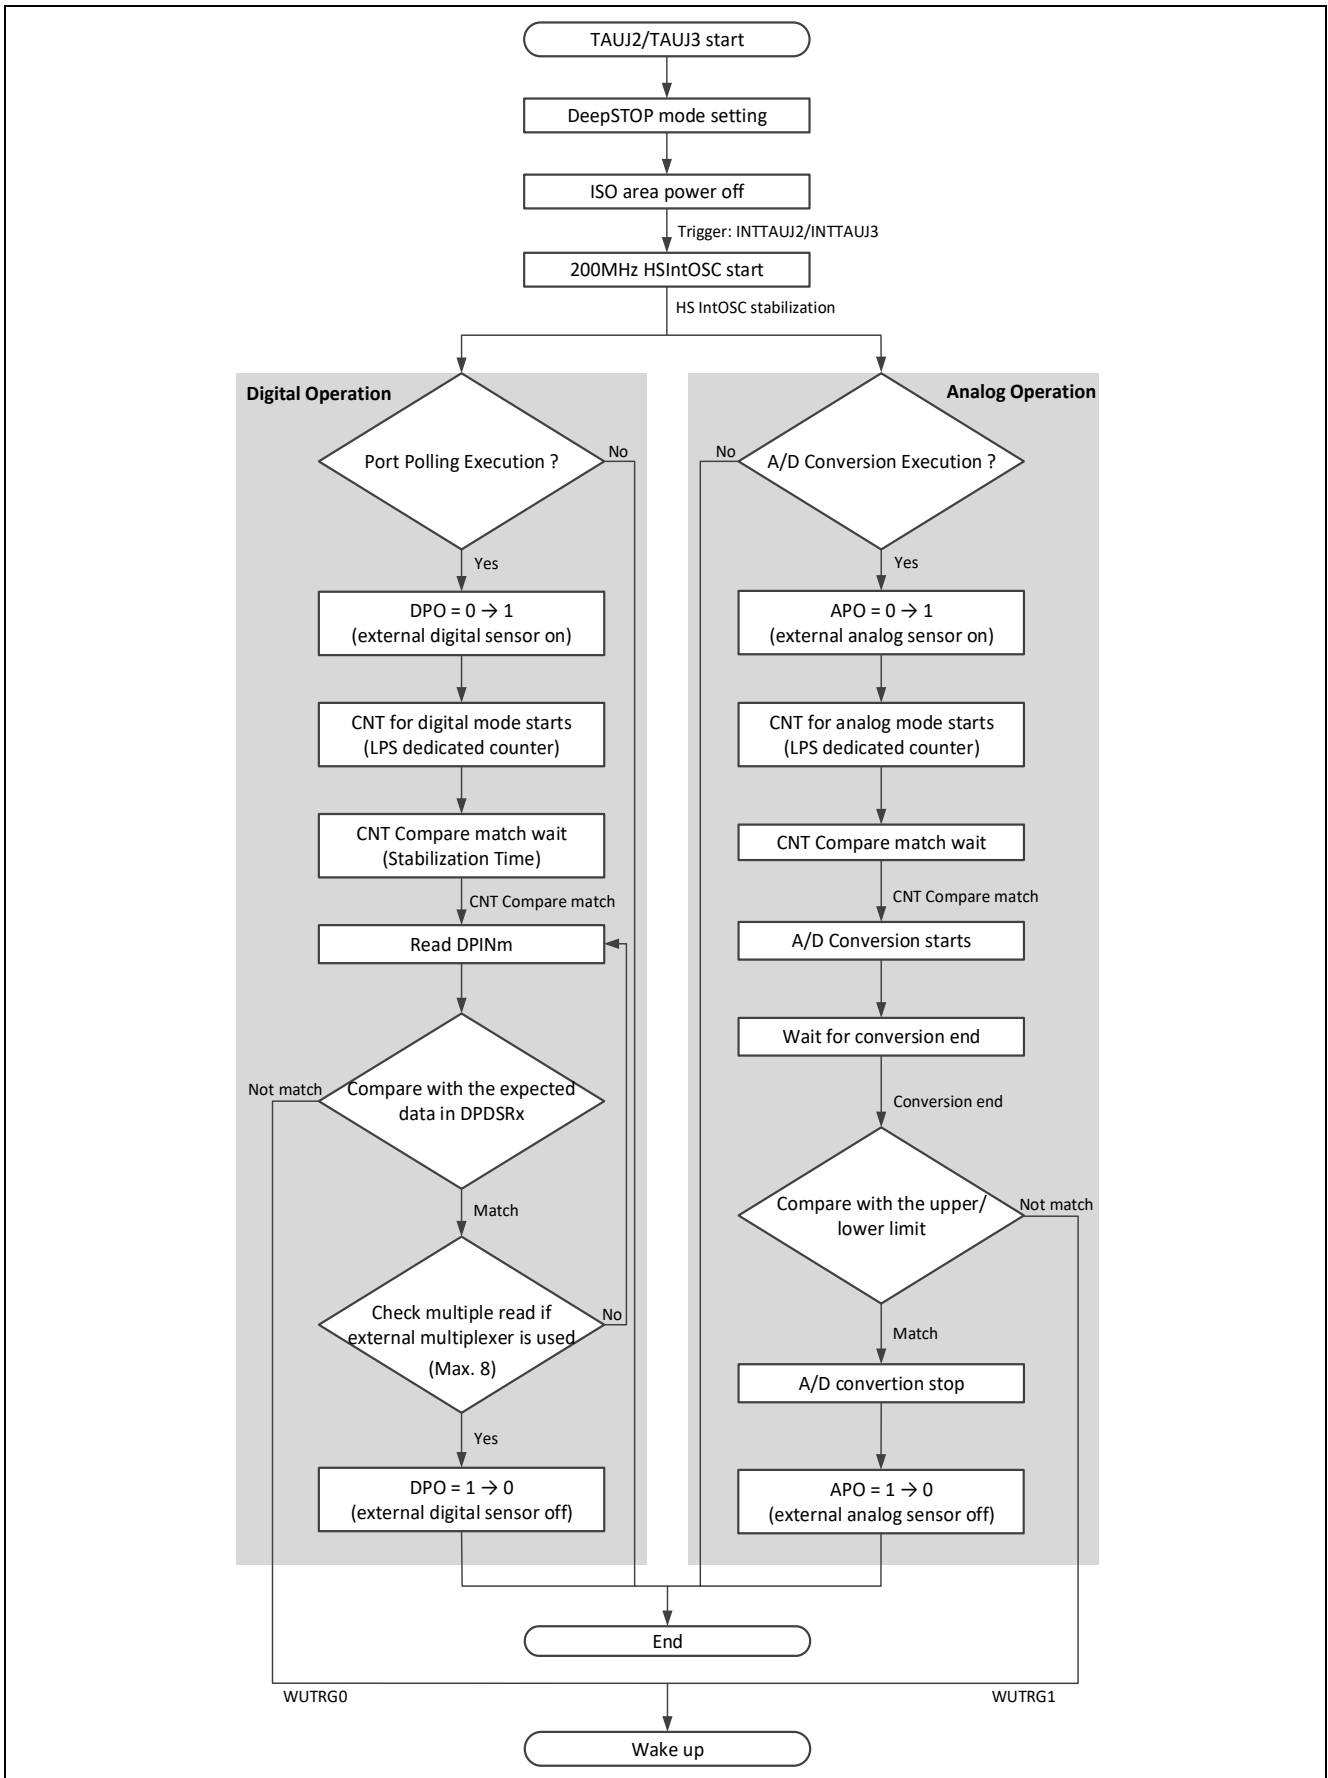 TAUJ2/TAUJ3 start
DeepSTOP mode setting
ISO area power off
Trigger: INTTAUJ2/INTTAUJ3
200MHz HSIntOSC start
HS IntOSC stabilization
Digital Operation
Port Polling Execution ?
No
Yes
DPO = 0 → 1
(external digital sensor on)
CNT for digital mode starts
(LPS dedicated counter)
CNT Compare match wait
(Stabilization Time)
CNT Compare match
Read DPINm
Compare with the expected
data in DPDSRx
Not match
Match
Check multiple read if
external multiplexer is used
(Max. 8)
No
Yes
DPO = 1 → 0
(external digital sensor off)
Analog Operation
A/D Conversion Execution ?
No
Yes
APO = 0 → 1
(external analog sensor on)
CNT for analog mode starts
(LPS dedicated counter)
CNT Compare match wait
CNT Compare match
A/D Conversion starts
Wait for conversion end
Conversion end
Compare with the upper/
lower limit
Not match
Match
A/D convertion stop
APO = 1 → 0
(external analog sensor off)
End
WUTRG0
WUTRG1
Wake up